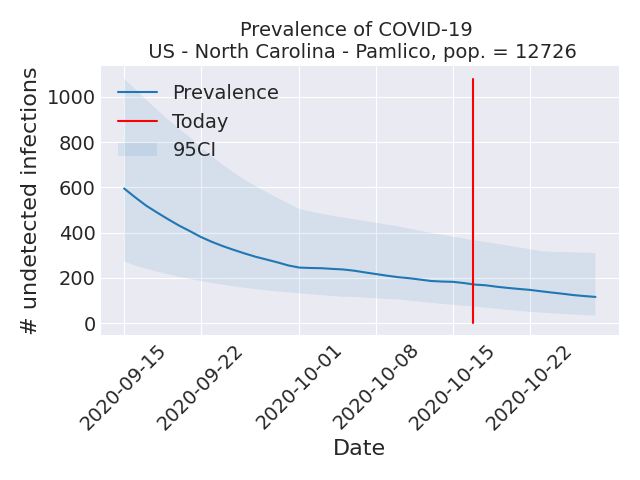 Prevalence of COVID-19
US - North Carolina - Pamlico, pop. = 12726
# undetected infections
1000
800
600
400
200
0
Prevalence
Today
95CI
2020-09-15
2020-09-22
2020-10-01
2020-10-08
2020-10-15
2020-10-22
Date